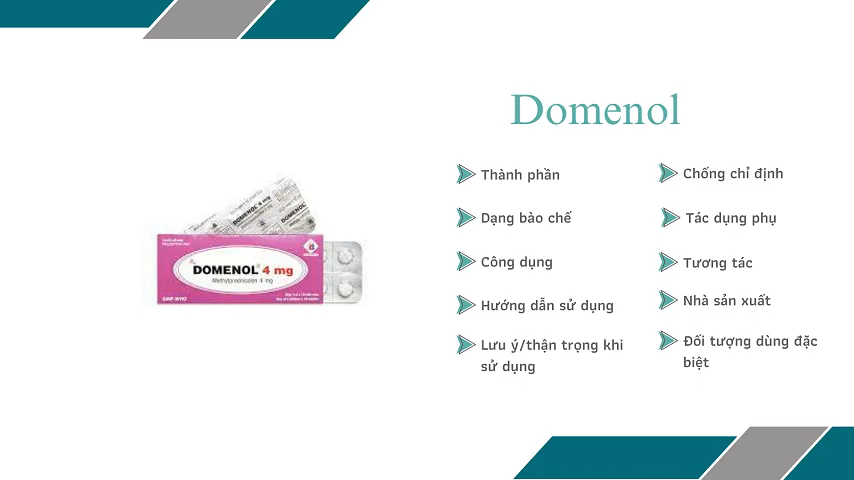 Domenol
Thành phần
Dạng bào chế
Công dụng
Hướng dẫn sử dụng
Lưu ý/thận trọng khi
sử dụng
Chống chỉ định
Tác dụng phụ
Tương tác
Nhà sản xuất
Đối tượng dùng đặc
biệt
DOMENOL 4 mg
DOMENOL® 4 mg
Methylprednisolon 4 mg
GMP WHO